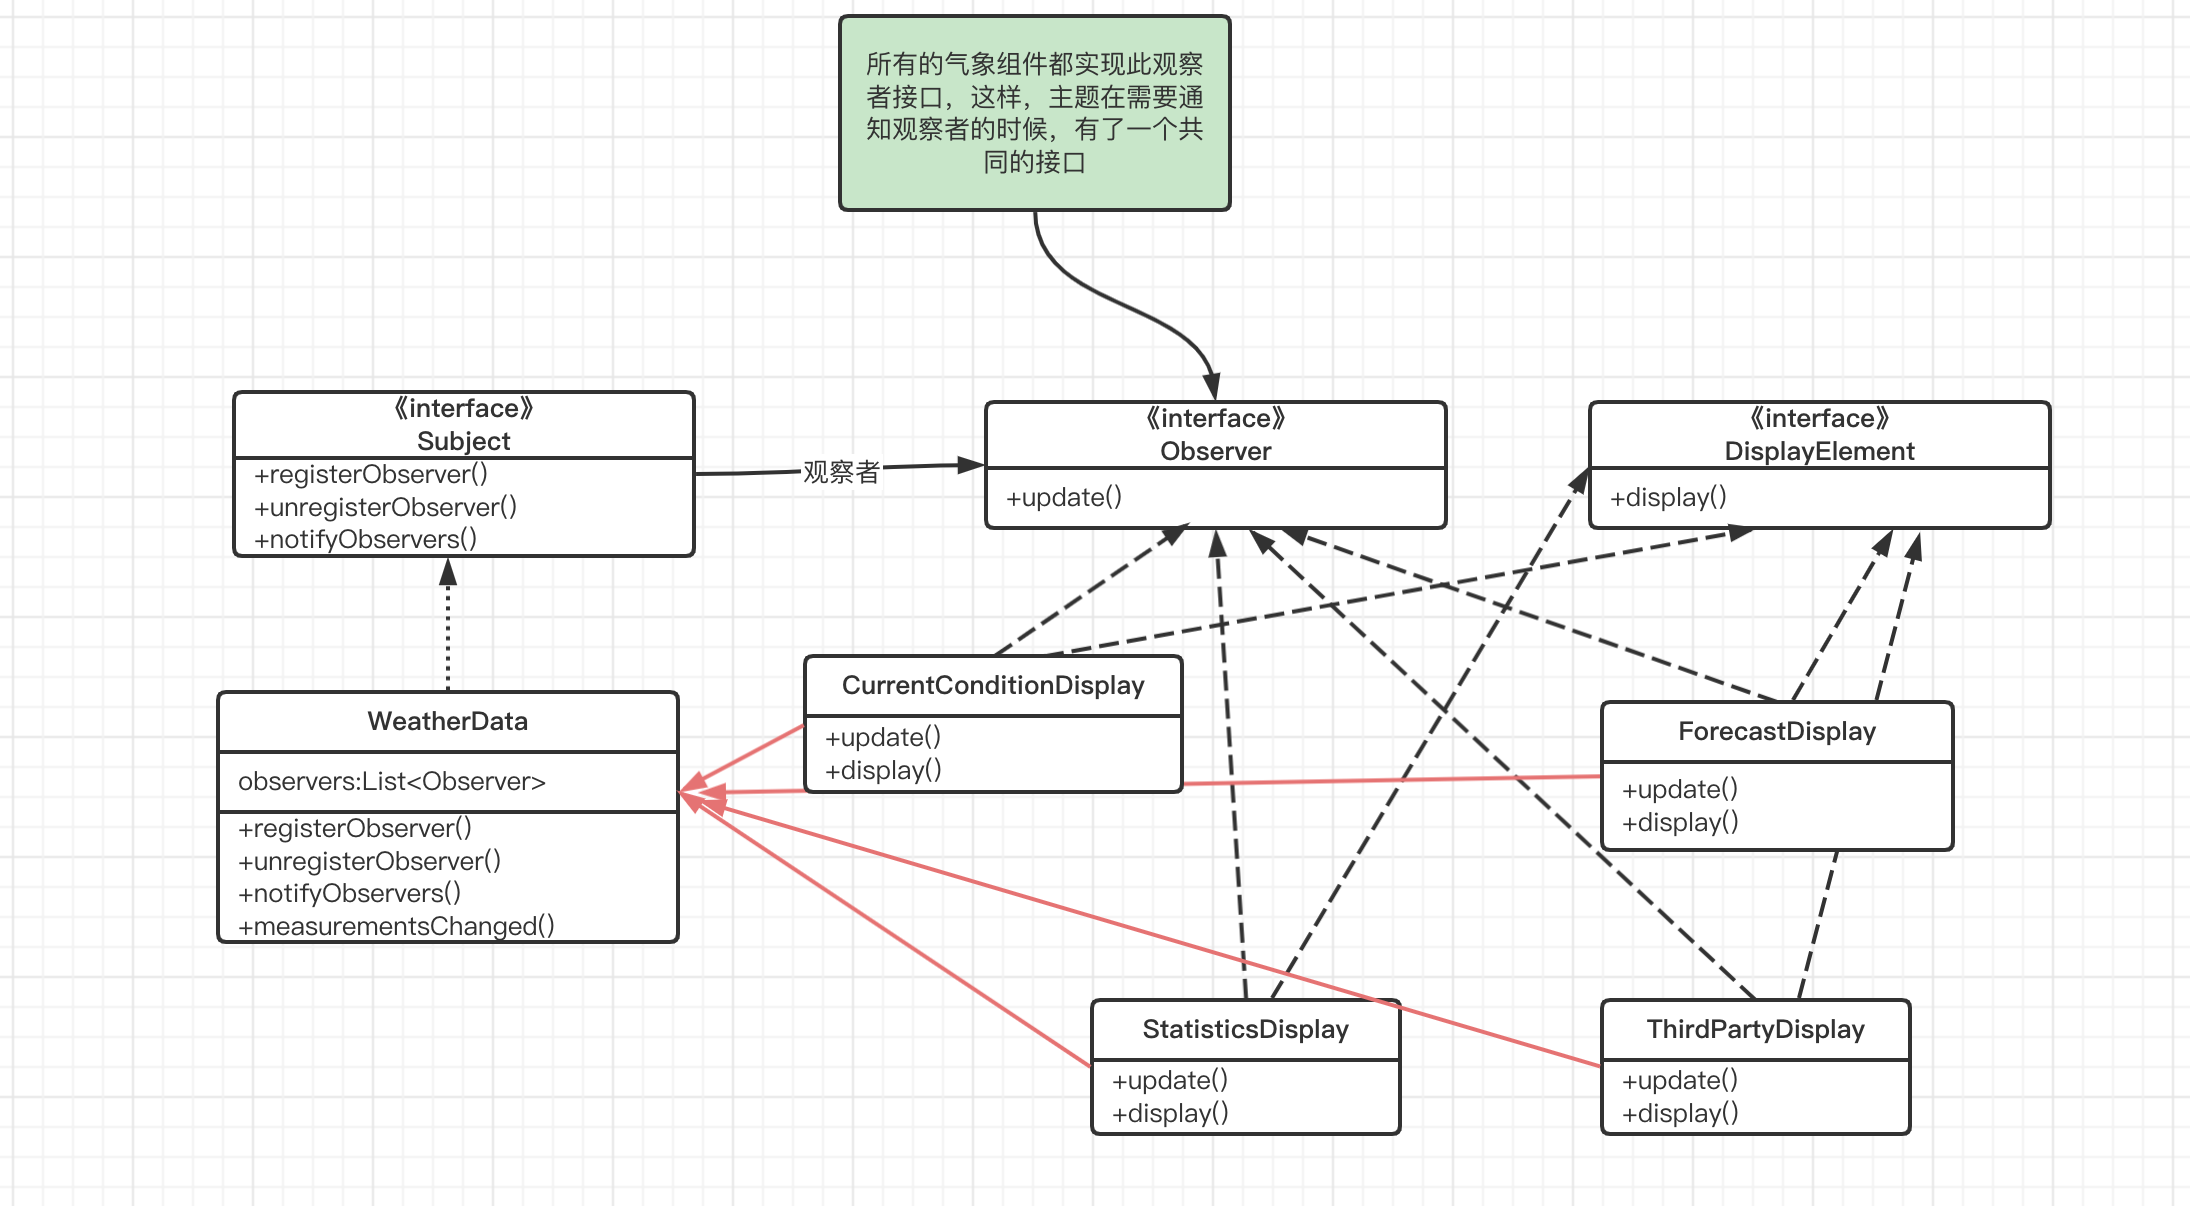 所有的气象组件都实现此观察
者接口，这样，主题在需要通
知观察者的时候，有了一个共
同的接口
《interface》
Subject
+registerObserver()
+unregisterObserver()
+notifyObservers()
观察者
《interface》
Observer
+update()
《interface》
DisplayElement
+display()
WeatherData
observers:List<Observer>
+registerObserver()
+unregisterObserver()
+notifyObservers()
+measurementsChanged()
CurrentConditionDisplay
+update()
+display()
ForecastDisplay
+update()
+display()
StatisticsDisplay
+update()
+display()
ThirdPartyDisplay
+update()
+display()